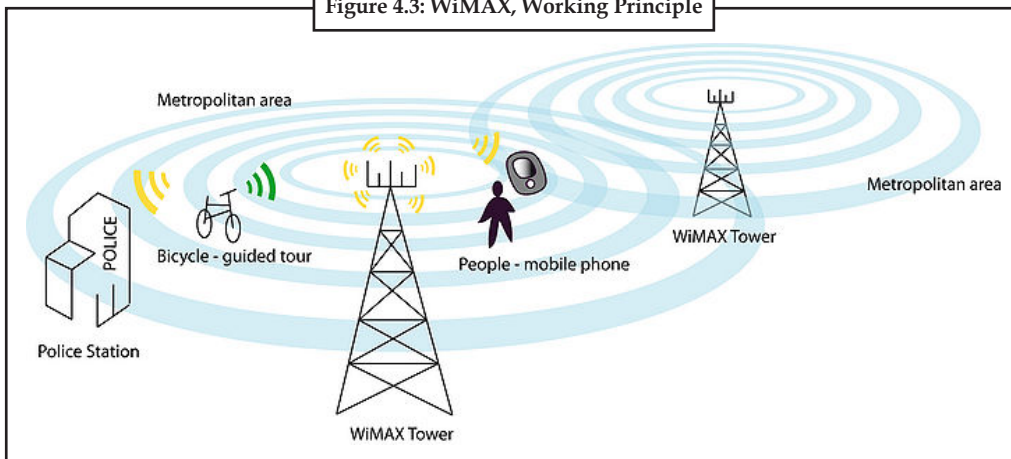 Figure 4.3: WiMAX, Working Principle
Metropolitan area
Metropolitan area
POLICE
Bicycle - guided tour
People - mobile phone
WiMAX Tower
Police Station
WiMAX Tower